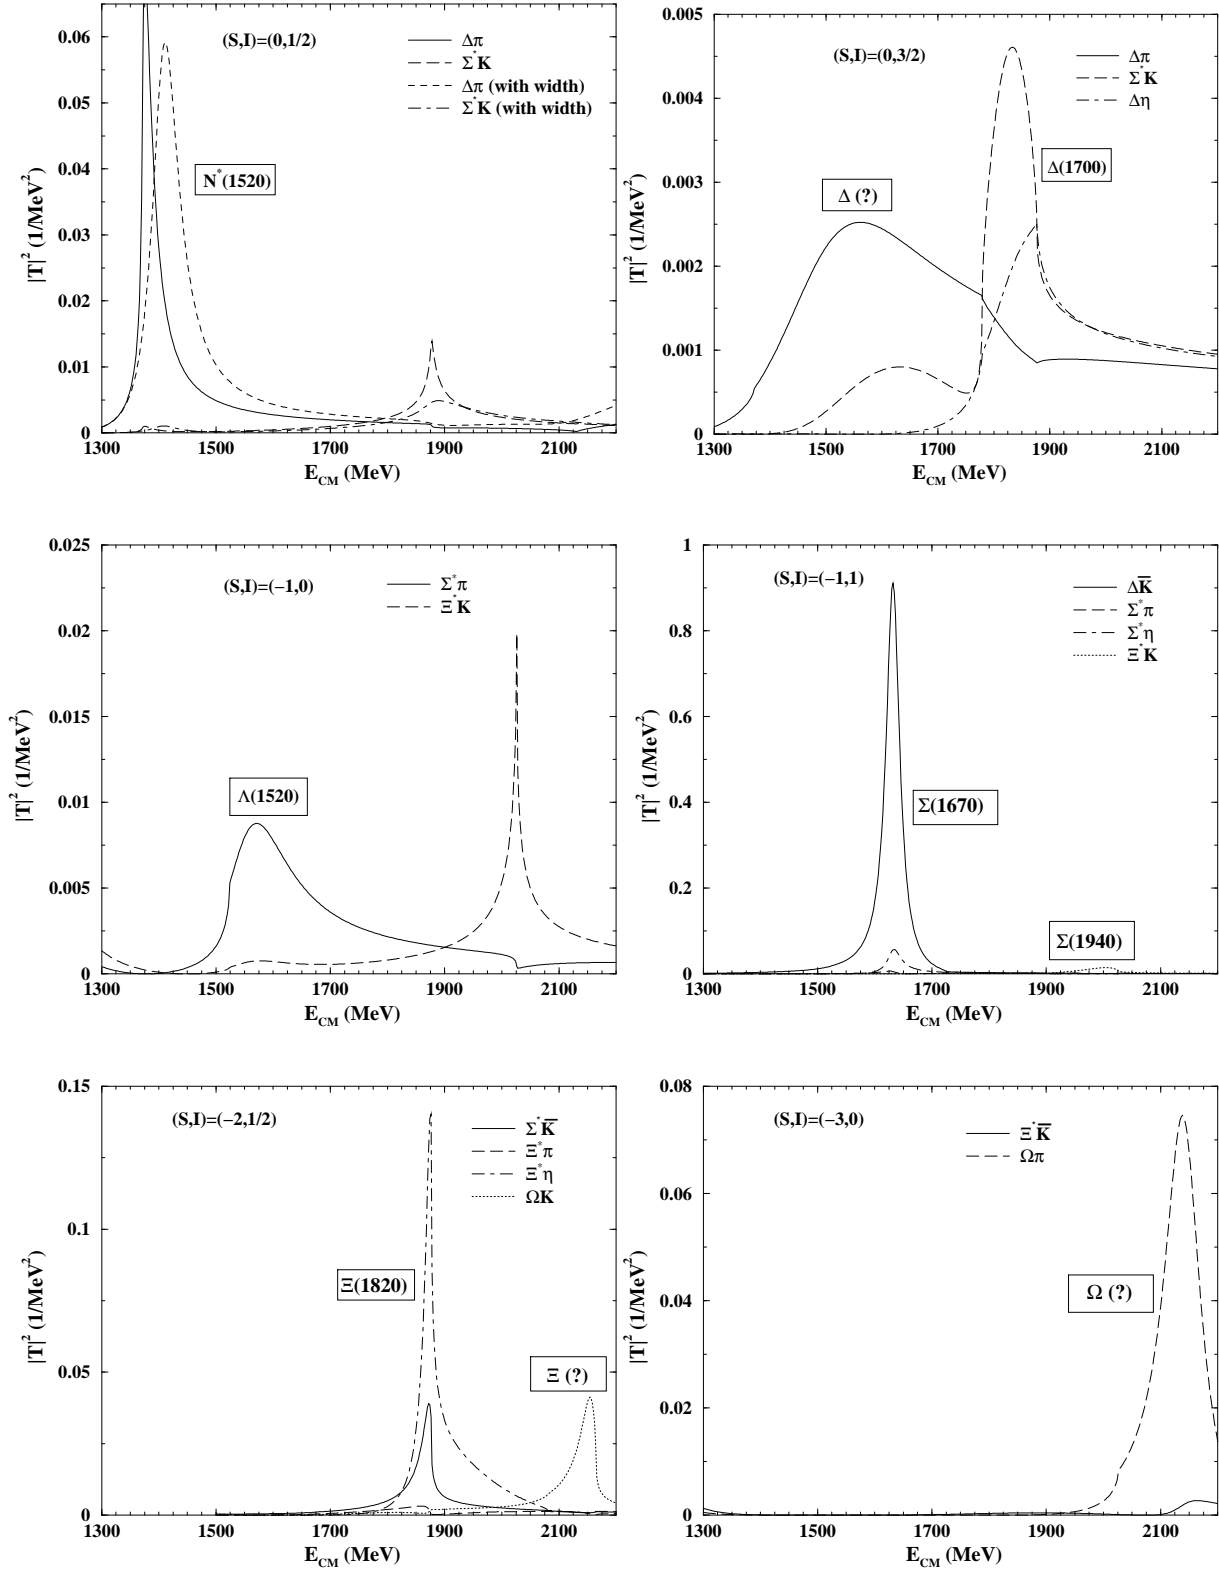 (S,I)=(0,1/2)
Δπ
Σ*K
Δπ (with width)
Σ*K (with width)
N*(1520)
0.06
0.05
0.04
0.03
0.02
0.01
0
|T|² (1/MeV²)
1300 1500 1700 1900 2100
E_CM (MeV)
(S,I)=(0,3/2)
Δπ
Σ*K
Δη
Δ (?)
Δ(1700)
0.005
0.004
0.003
0.002
0.001
0
|T|² (1/MeV²)
1300 1500 1700 1900 2100
E_CM (MeV)
(S,I)=(−1,0)
Σ*π
Ξ*K
Λ(1520)
0.025
0.02
0.015
0.01
0.005
0
|T|² (1/MeV²)
1300 1500 1700 1900 2100
E_CM (MeV)
(S,I)=(−1,1)
ΔK̅
Σ*π
Σ*η
Ξ*K
Σ(1670)
Σ(1940)
1
0.8
0.6
0.4
0.2
0
|T|² (1/MeV²)
1300 1500 1700 1900 2100
E_CM (MeV)
(S,I)=(−2,1/2)
Σ*K̅
Ξ*π
Ξ*η
ΩK
Ξ(1820)
Ξ (?)
0.15
0.1
0.05
0
|T|² (1/MeV²)
1300 1500 1700 1900 2100
E_CM (MeV)
(S,I)=(−3,0)
Ξ*K̅
Ωπ
Ω (?)
0.08
0.06
0.04
0.02
0
|T|² (1/MeV²)
1300 1500 1700 1900 2100
E_CM (MeV)